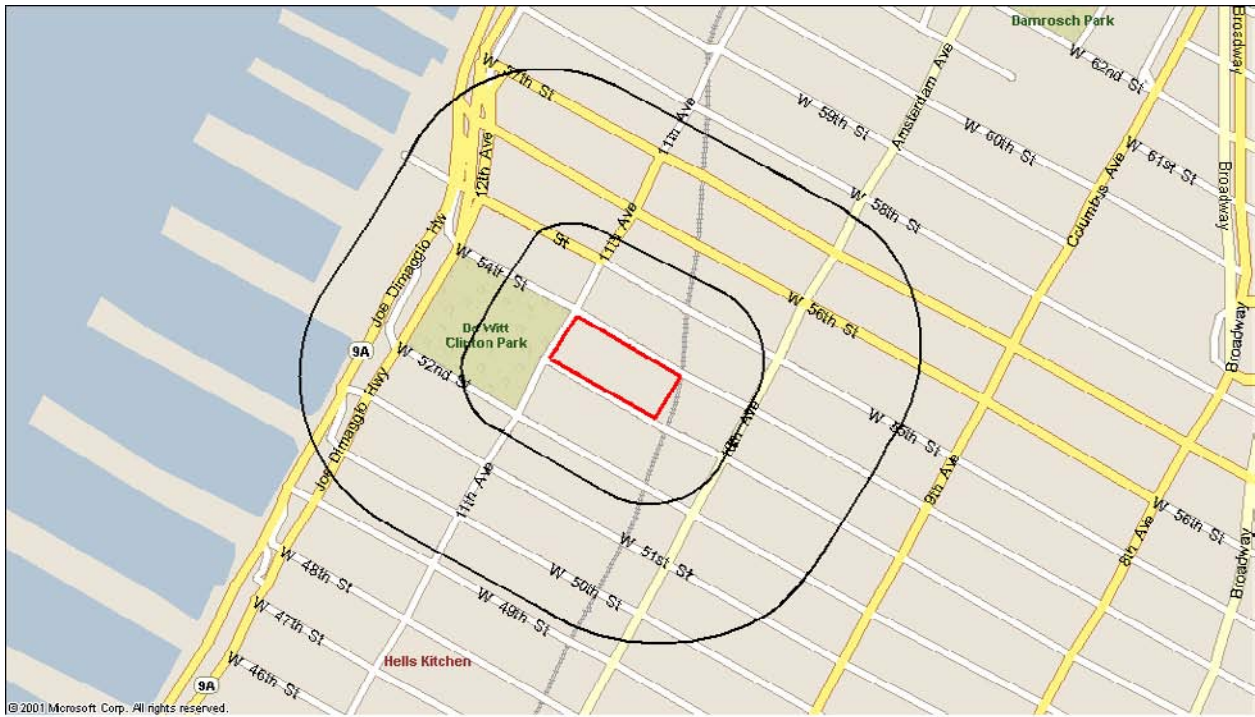 Damrosch Park
Broadway
W 62nd St
W 57th St
11th Ave
W 59th St
Amsterdam Ave
W 60th St
W 61st St
Columbus Ave
Broadway
12th Ave
W 58th St
11th Ave
St
Joe Dimaggio Hw
W 54th St
W 56th St
De Witt
Clinton Park
9A
W 52nd St
Broadway
Joe Dimaggio Hwy
10th Ave
W 55th St
9th Ave
11th Ave
W 56th St
8th Ave
W 51st St
W 50th St
W 48th St
W 49th St
Broadway
W 47th St
Hells Kitchen
W 46th St
9A
© 2001 Microsoft Corp. All rights reserved.